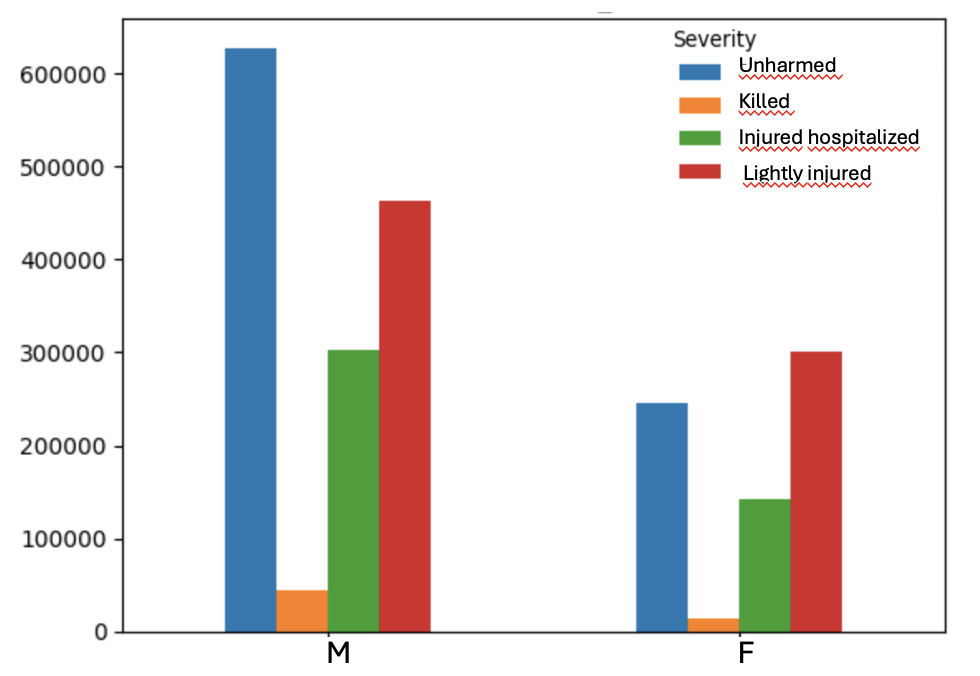 Severity
Unharmed
Killed
Injured hospitalized
Lightly injured
600000
500000
400000
300000
200000
100000
0
M F